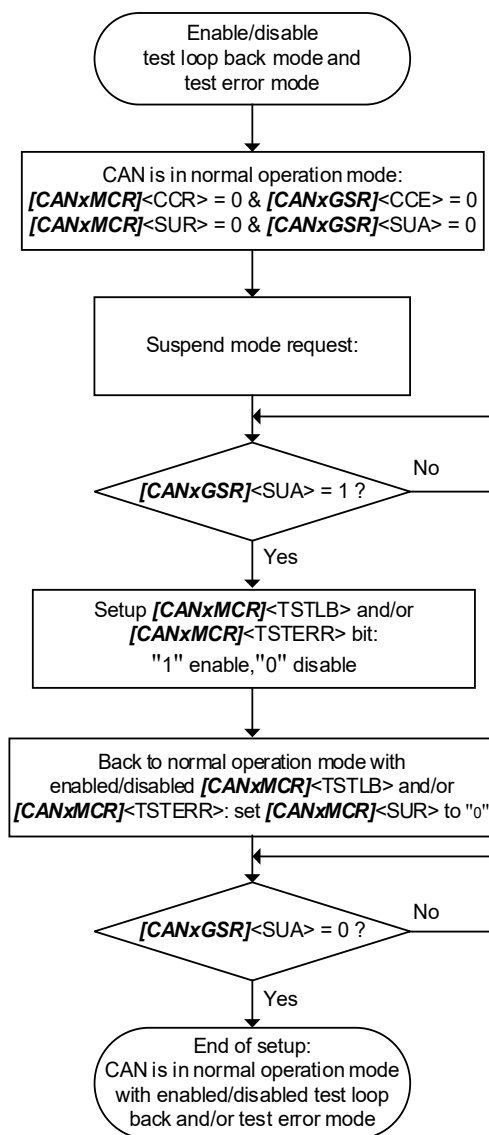 Enable/disable
test loop back mode and
test error mode
CAN is in normal operation mode:
[CANxMCR]<CCR> = 0 & [CANxGSR]<CCE> = 0
[CANxMCR]<SUR> = 0 & [CANxGSR]<SUA> = 0
Suspend mode request:
[CANxGSR]<SUA> = 1 ?
No
Yes
Setup [CANxMCR]<TSTLB> and/or
[CANxMCR]<TSTERR> bit:
"1" enable,"0" disable
Back to normal operation mode with
enabled/disabled [CANxMCR]<TSTLB> and/or
[CANxMCR]<TSTERR>: set [CANxMCR]<SUR> to "0"
[CANxGSR]<SUA> = 0 ?
No
Yes
End of setup:
CAN is in normal operation mode
with enabled/disabled test loop
back and/or test error mode